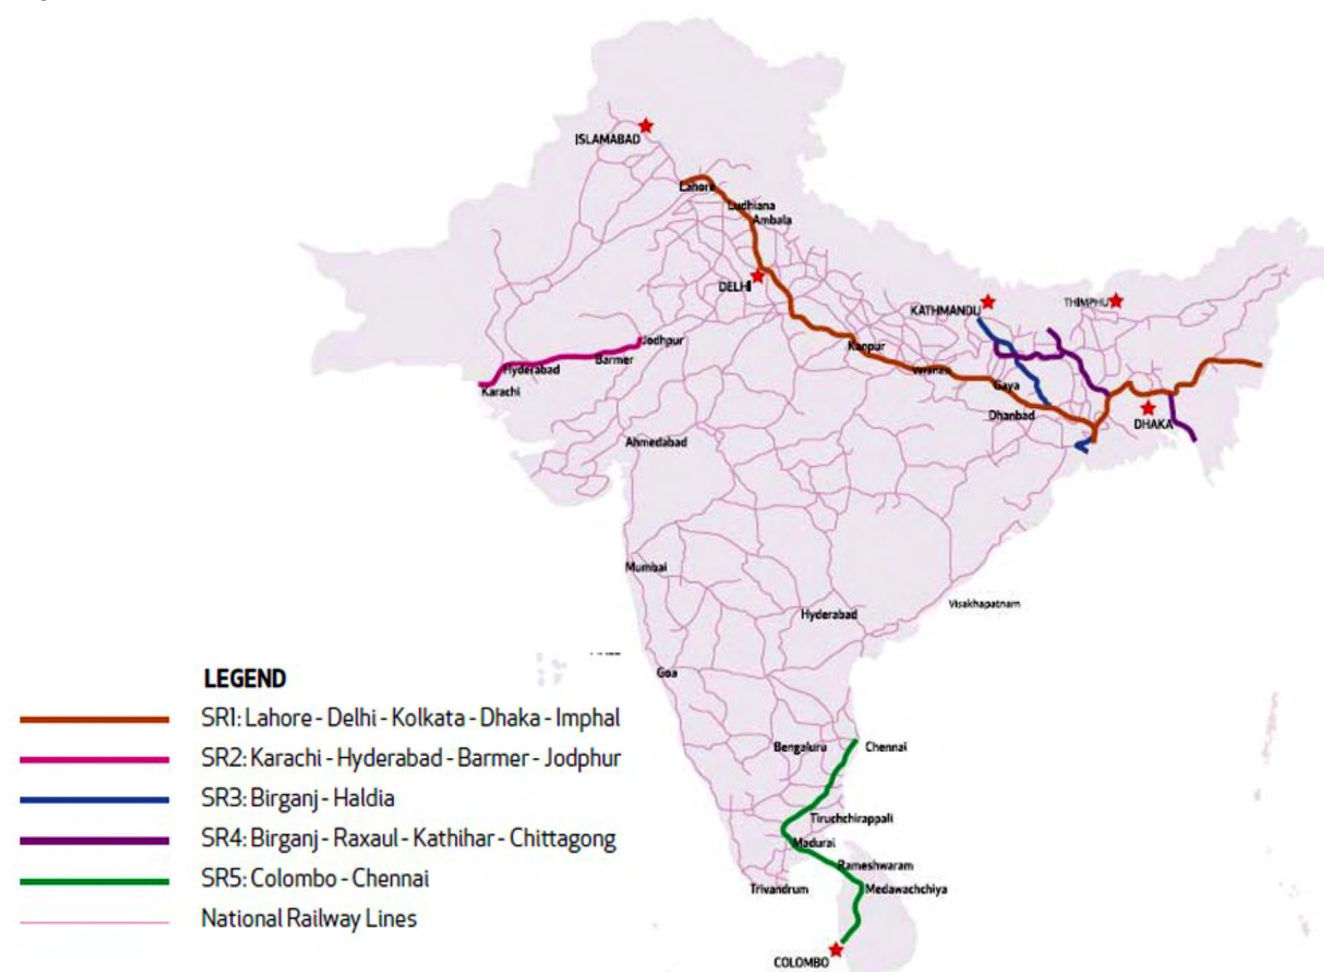 ISLAMABAD
Lahore
Ludhiana
Ambala
DELHI
KATHMANDU
THIMPHU
Jodhpur
Kanpur
Barmer
Hyderabad
Karachi
Gaya
Dhanbad
DHAKA
Ahmedabad
Mumbai
Visakhapatnam
Hyderabad
Goa
Bengaluru
Chennai
Tiruchchirappali
Madurai
Rameshwaram
Trivandrum
Medawachchiya
COLOMBO
LEGEND
SR1: Lahore - Delhi - Kolkata - Dhaka - Imphal
SR2: Karachi - Hyderabad - Barmer - Jodphur
SR3: Birganj - Haldia
SR4: Birganj - Raxaul - Kathihar - Chittagong
SR5: Colombo - Chennai
National Railway Lines